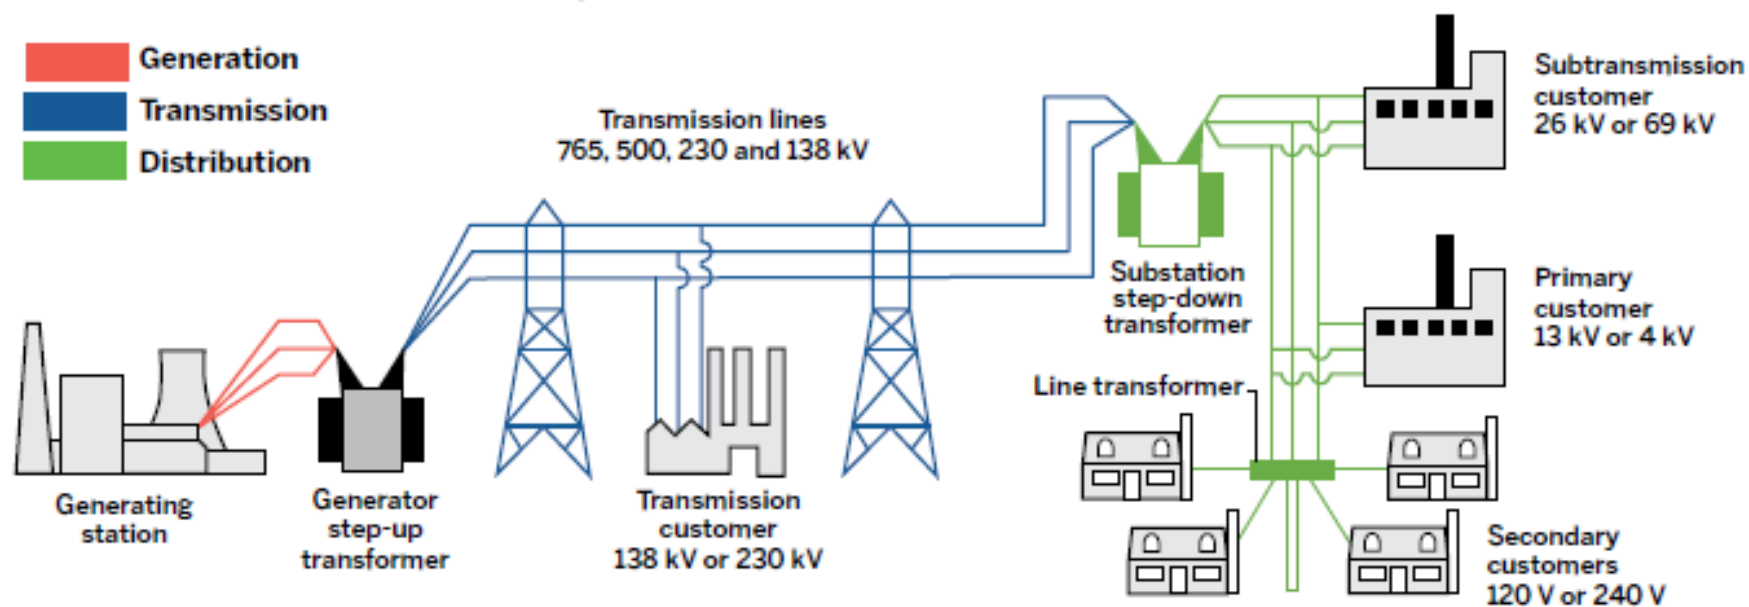 Generation
Transmission
Distribution
Transmission lines
765, 500, 230 and 138 kV
Subtransmission
customer
26 kV or 69 kV
Substation
step-down
transformer
Primary
customer
13 kV or 4 kV
Line transformer
Generating
station
Generator
step-up
transformer
Transmission
customer
138 kV or 230 kV
Secondary
customers
120 V or 240 V